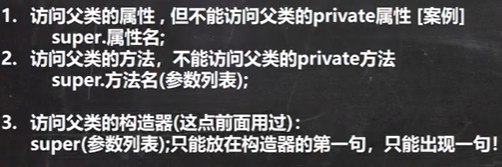 1. 访问父类的属性 , 但不能访问父类的private属性 [案例]
super.属性名;
2. 访问父类的方法，不能访问父类的private方法
super.方法名(参数列表);
3. 访问父类的构造器(这点前面用过)：
super(参数列表);只能放在构造器的第一句，只能出现一句！